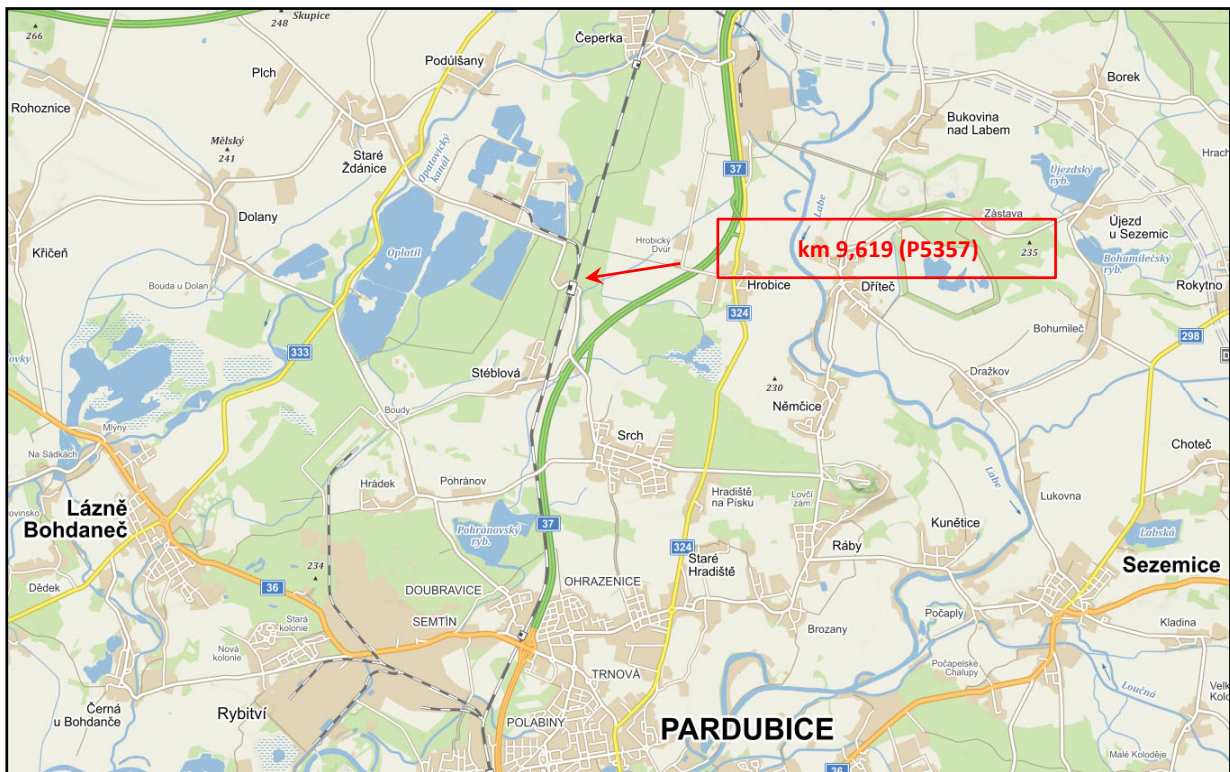 Skupice
248
266
Čeperka
Plch
Podůlšany
Borek
Rohoznice
Bukovina
nad Labem
Mělský
241
Staré
Ždánice
Opatovický
kanál
37
Labe
Újezdský
ryb.
Hrach
Dolany
Zástava
Újezd
u Sezemic
Křičeň
Oplatil
Hrobický
Dvůr
km 9,619 (P5357)
235
Bohumilečský
ryb.
Bouda u Dolan
Hrobice
Dříteč
Rokytno
324
Bohumileč
298
333
ovky
Stéblová
230
Dražkov
Boudy
Němčice
Mlýny
Na Sádkách
Srch
Choteč
Labe
Hrádek
Pohránov
Lázně
Bohdaneč
ovinsko
Hradiště
na Písku
Lovčí
zám.
Lukovna
37
Kunětice
Pohránovský
ryb.
Labská
324
Ráby
234
Staré
Hradiště
Sezemice
Dědek
36
DOUBRAVICE
OHRAZENICE
Stará
kolonie
SEMTÍN
Počaply
Brozany
Kladina
Nová
kolonie
TRNOVÁ
Počapelské
Chalupy
Černá
u Bohdanče
Rybitví
Loučná
Velk
Kolo
POLABINY
PARDUBICE
Malé Koloděje
36